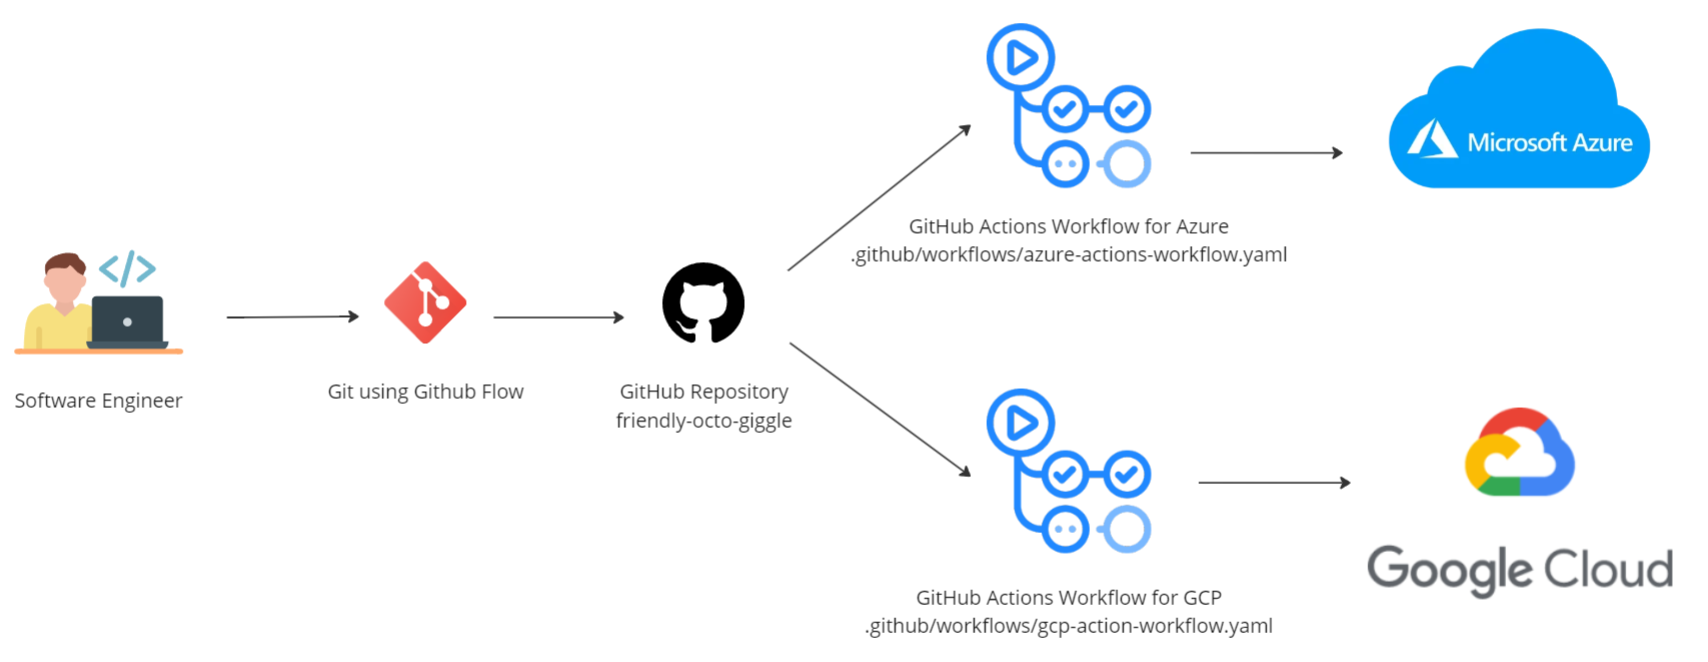 Software Engineer
</>
Git using Github Flow
GitHub Repository
friendly-octo-giggle
GitHub Actions Workflow for Azure
.github/workflows/azure-actions-workflow.yaml
Microsoft Azure
GitHub Actions Workflow for GCP
.github/workflows/gcp-action-workflow.yaml
Google Cloud